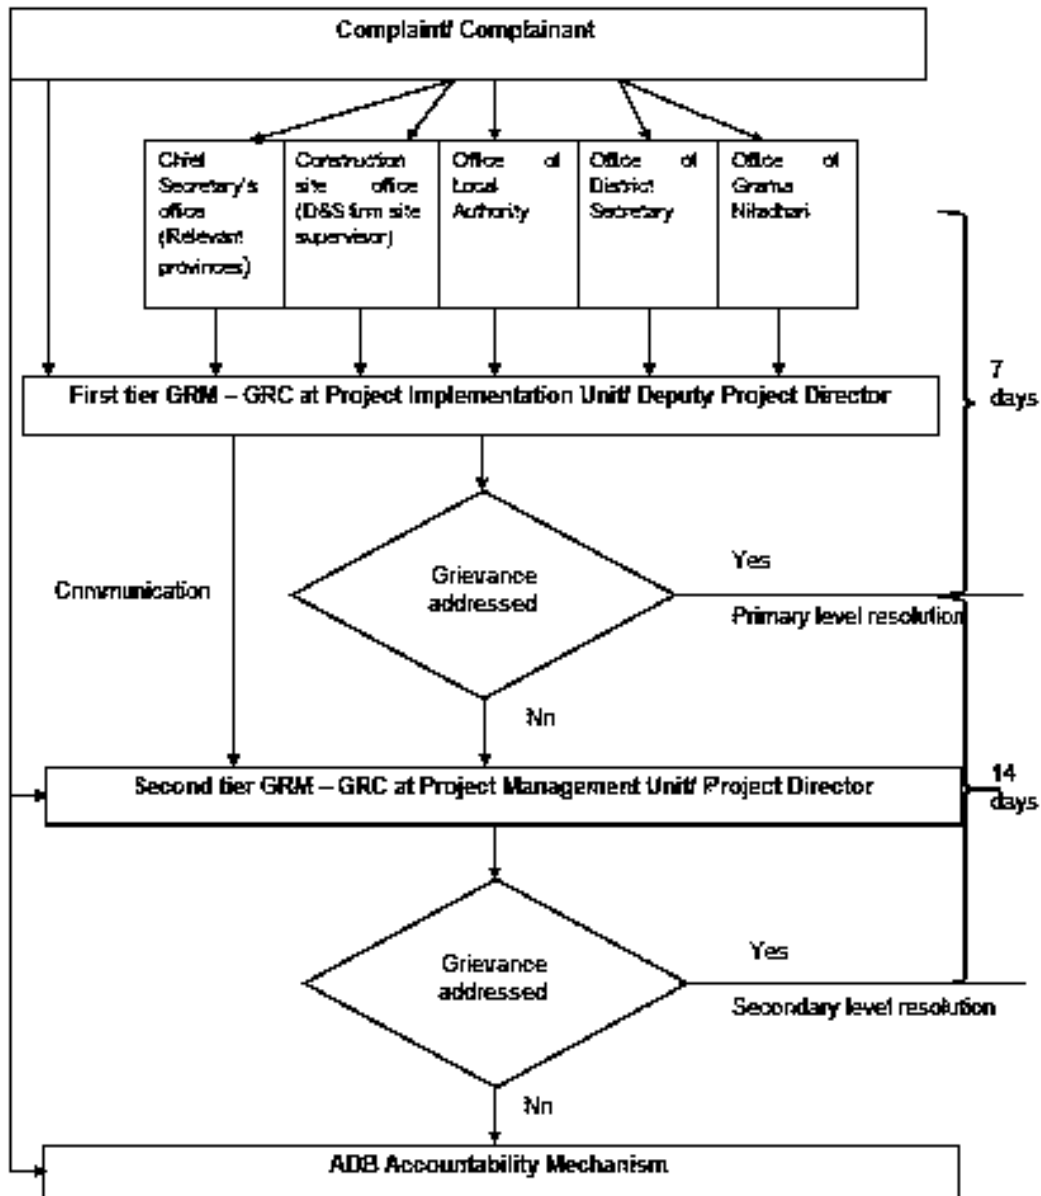 Complaint/ Complainant
Chief
Secretary's
office
(Relevant
provinces)
Construction
site office
(D&S firm site
supervisor)
Office of
Local
Authority
Office of
District
Secretary
Office of
Grama
Niladhari
7
days
First tier GRM – GRC at Project Implementation Unit/ Deputy Project Director
Grievance
addressed
Yes
Communication
Primary level resolution
No
Second tier GRM – GRC at Project Management Unit/ Project Director
14
days
Grievance
addressed
Yes
Secondary level resolution
No
ADB Accountability Mechanism